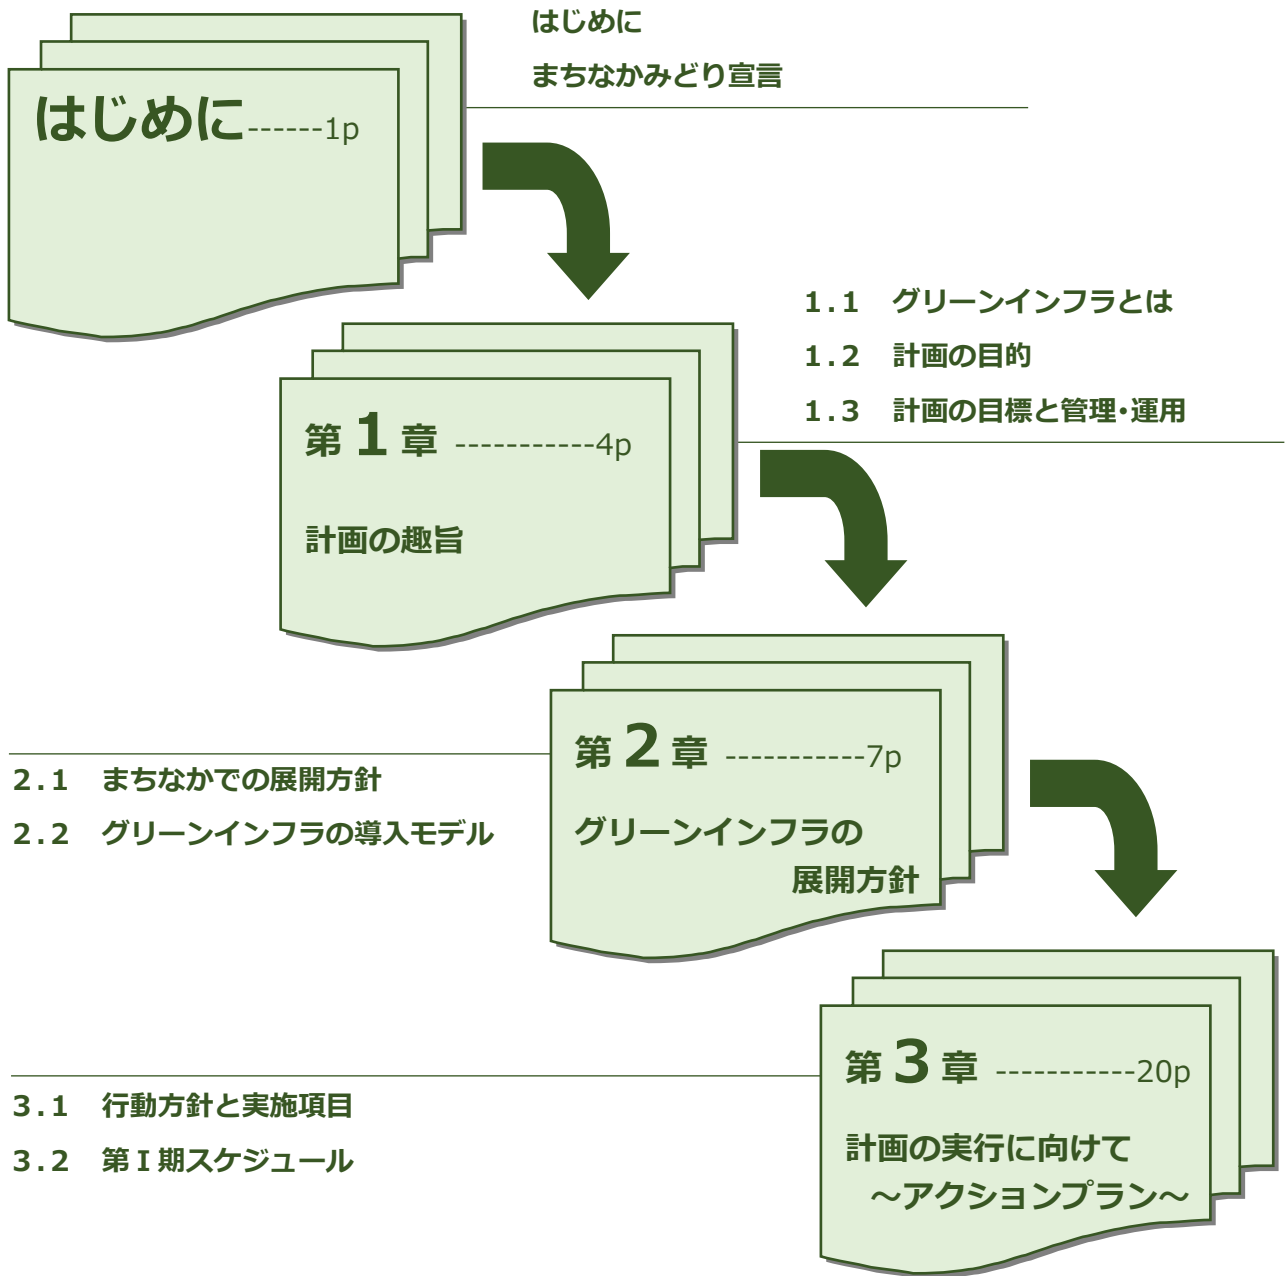 はじめに
まちなかみどり宣言
はじめに------1p
1.1 グリーンインフラとは
1.2 計画の目的
1.3 計画の目標と管理・運用
第1章 -----------4p
計画の趣旨
第2章 -----------7p
グリーンインフラの
展開方針
2.1 まちなかでの展開方針
2.2 グリーンインフラの導入モデル
第3章 -----------20p
計画の実行に向けて
～アクションプラン～
3.1 行動方針と実施項目
3.2 第Ⅰ期スケジュール